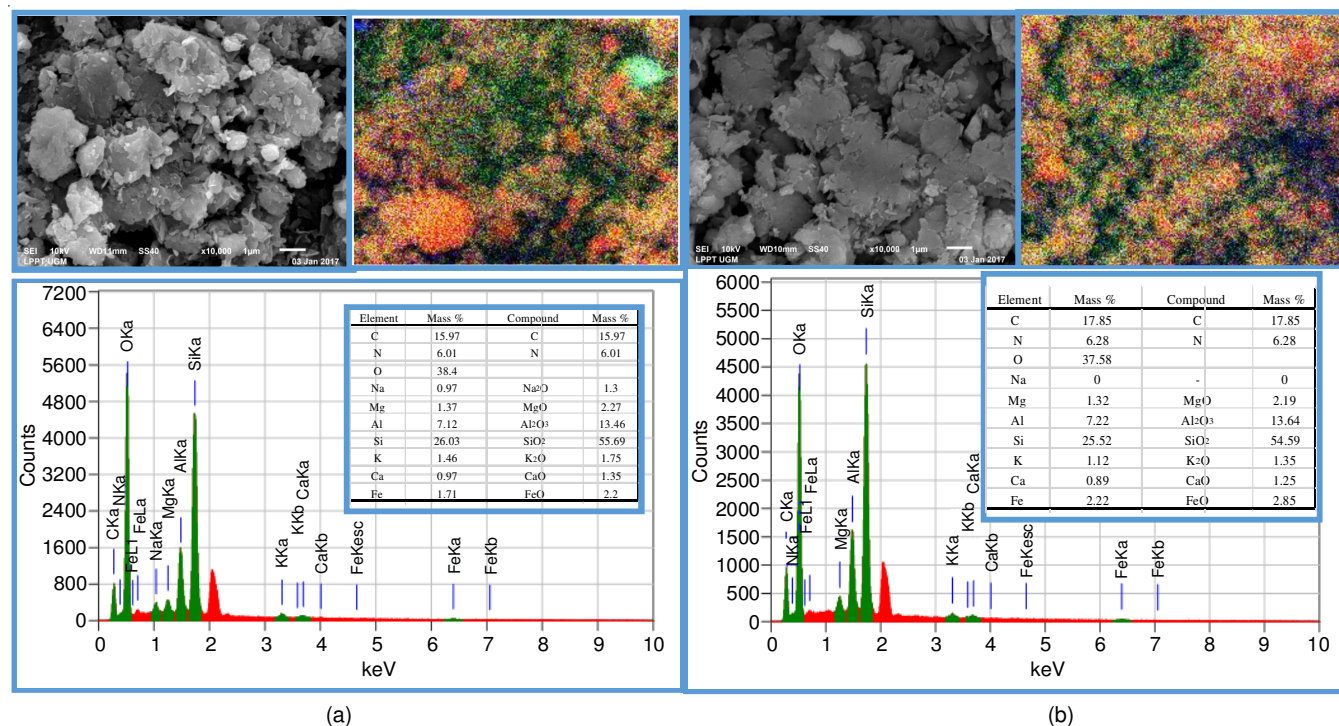 SEI 10kV WD11mm SS40 x10,000 1µm
LPPT,UGM 03 Jan 2017
SEI 10kV WD10mm SS40 x10,000 1µm
LPPT UGM 03 Jan 2017
7200
6400
5600
4800
4000
3200
2400
1600
800
0
Counts
CKa
NKa
OKa
FeL1
FeLa
NaKa
MgKa
AlKa
SiKa
KKa
KKb
CaKa
CaKb
FeKesc
FeKa
FeKb
Element Mass % Compound Mass %
C 15.97 C 15.97
N 6.01 N 6.01
O 38.4
Na 0.97 Na2O 1.3
Mg 1.37 MgO 2.27
Al 7.12 Al2O3 13.46
Si 26.03 SiO2 55.69
K 1.46 K2O 1.75
Ca 0.97 CaO 1.35
Fe 1.71 FeO 2.2
0 1 2 3 4 5 6 7 8 9 10
keV
(a)
6000
5500
5000
4500
4000
3500
3000
2500
2000
1500
1000
500
0
Counts
CKa
NKa
OKa
FeL1
FeLa
MgKa
AlKa
SiKa
KKa
KKb
CaKa
CaKb
FeKesc
FeKa
FeKb
Element Mass % Compound Mass %
C 17.85 C 17.85
N 6.28 N 6.28
O 37.58
Na 0 - 0
Mg 1.32 MgO 2.19
Al 7.22 Al2O3 13.64
Si 25.52 SiO2 54.59
K 1.12 K2O 1.35
Ca 0.89 CaO 1.25
Fe 2.22 FeO 2.85
0 1 2 3 4 5 6 7 8 9 10
keV
(b)